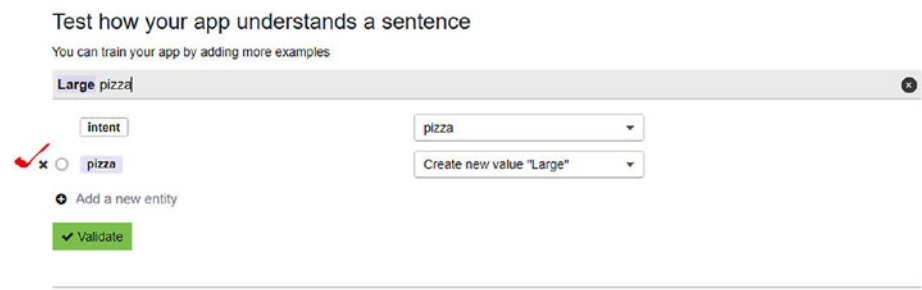 Test how your app understands a sentence
You can train your app by adding more examples
Large pizza
intent pizza
pizza Create new value "Large"
Add a new entity
Validate